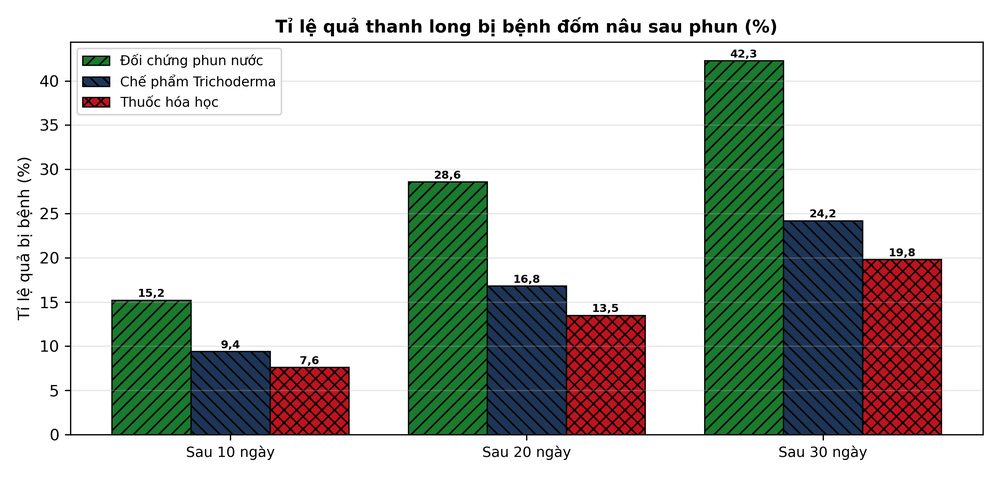 Tỉ lệ quả thanh long bị bệnh đốm nâu sau phun (%)
Đối chứng phun nước
Chế phẩm Trichoderma
Thuốc hóa học
Tỉ lệ quả bị bệnh (%)
40
35
30
25
20
15
10
5
0
15,2
9,4
7,6
28,6
16,8
13,5
42,3
24,2
19,8
Sau 10 ngày
Sau 20 ngày
Sau 30 ngày